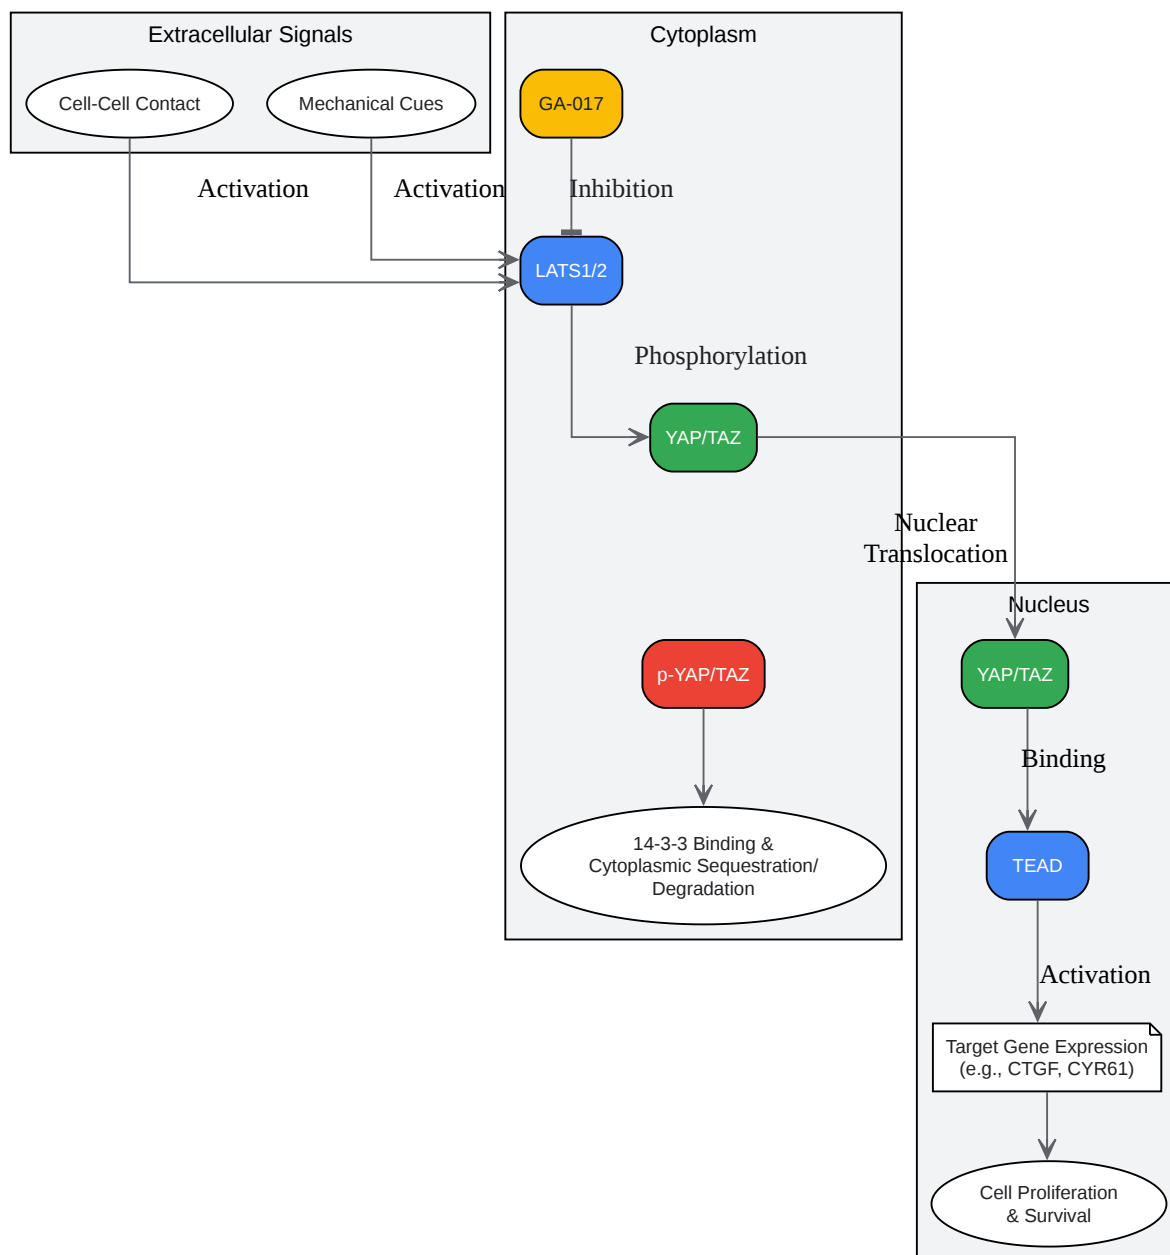 Extracellular Signals
Cell-Cell Contact
Mechanical Cues
Activation
Activation
Cytoplasm
GA-017
Inhibition
LATS1/2
Phosphorylation
YAP/TAZ
Nuclear
Translocation
p-YAP/TAZ
14-3-3 Binding &
Cytoplasmic Sequestration/
Degradation
Nucleus
YAP/TAZ
Binding
TEAD
Activation
Target Gene Expression
(e.g., CTGF, CYR61)
Cell Proliferation
& Survival